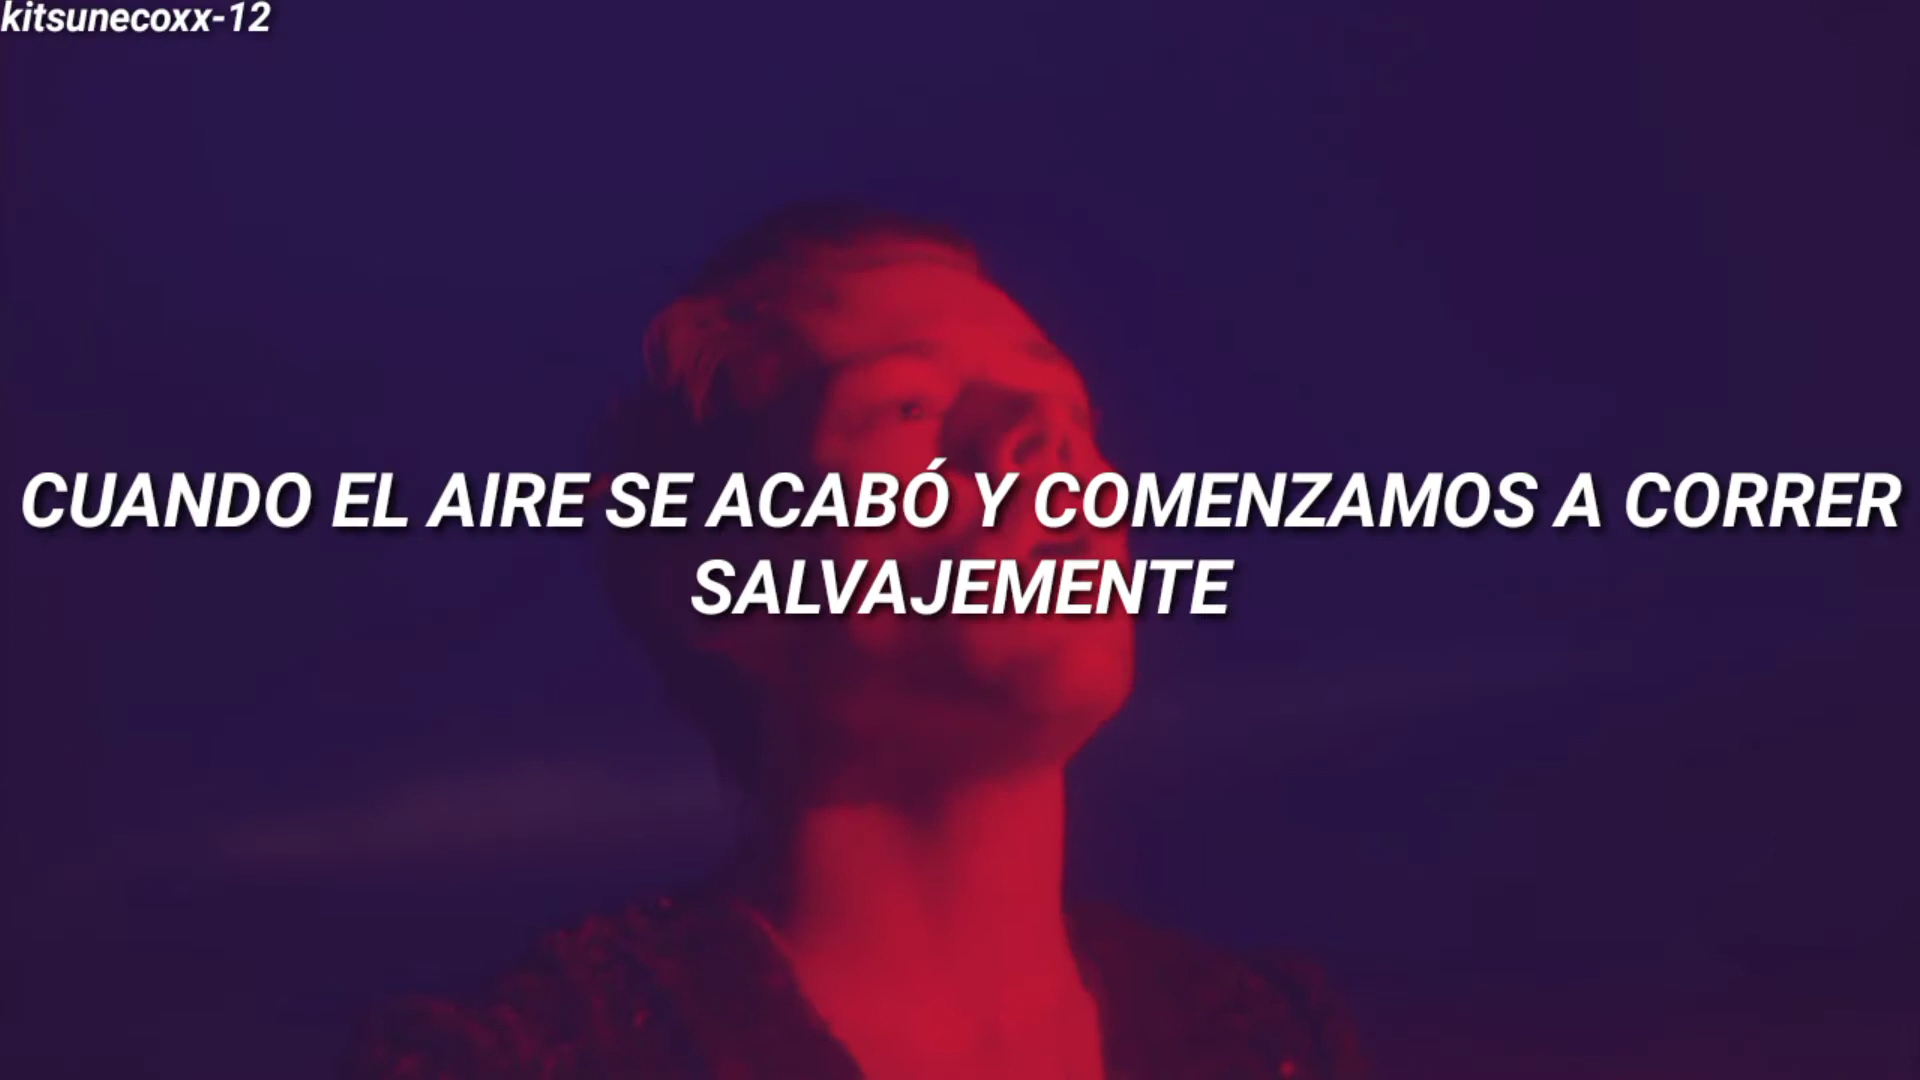 kitsunecoxx-12
CUANDO EL AIRE SE ACABÓ Y COMENZAMOS A CORRER
SALVAJEMENTE